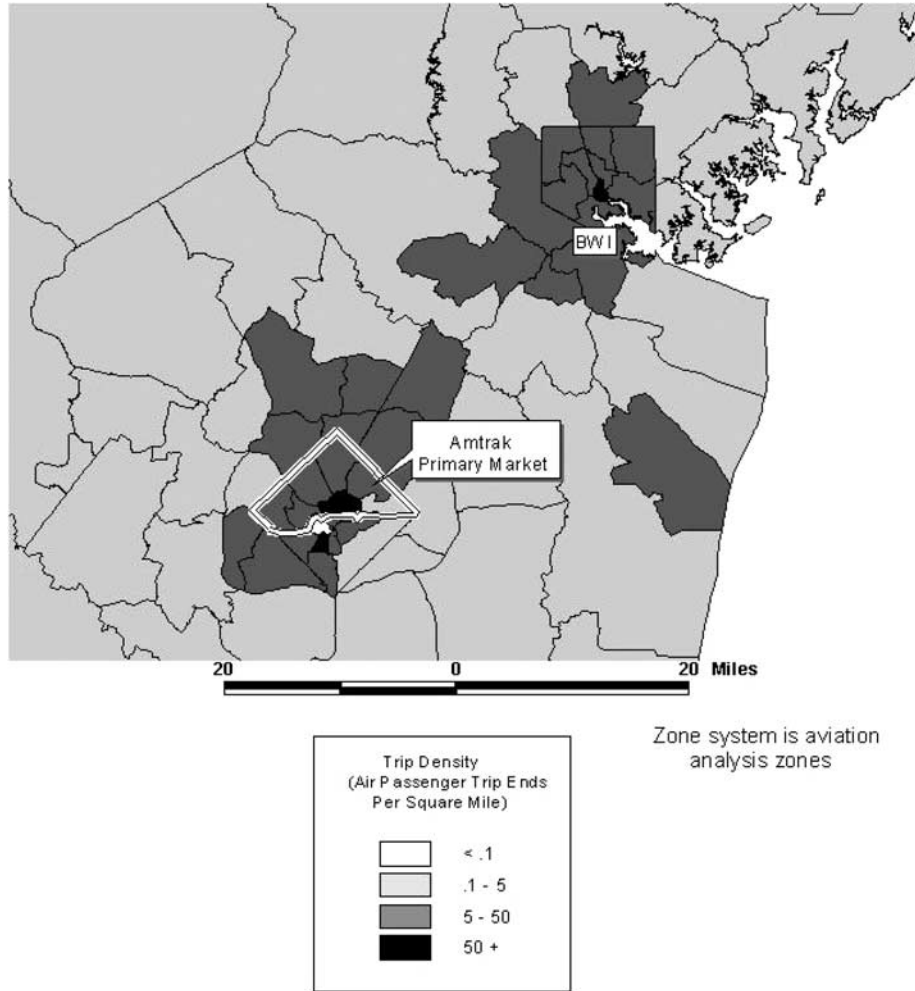 BWI
Amtrak
Primary Market
20 0 20 Miles
Zone system is aviation
analysis zones
Trip Density
(Air Passenger Trip Ends
Per Square Mile)
< .1
.1 - 5
5 - 50
50 +